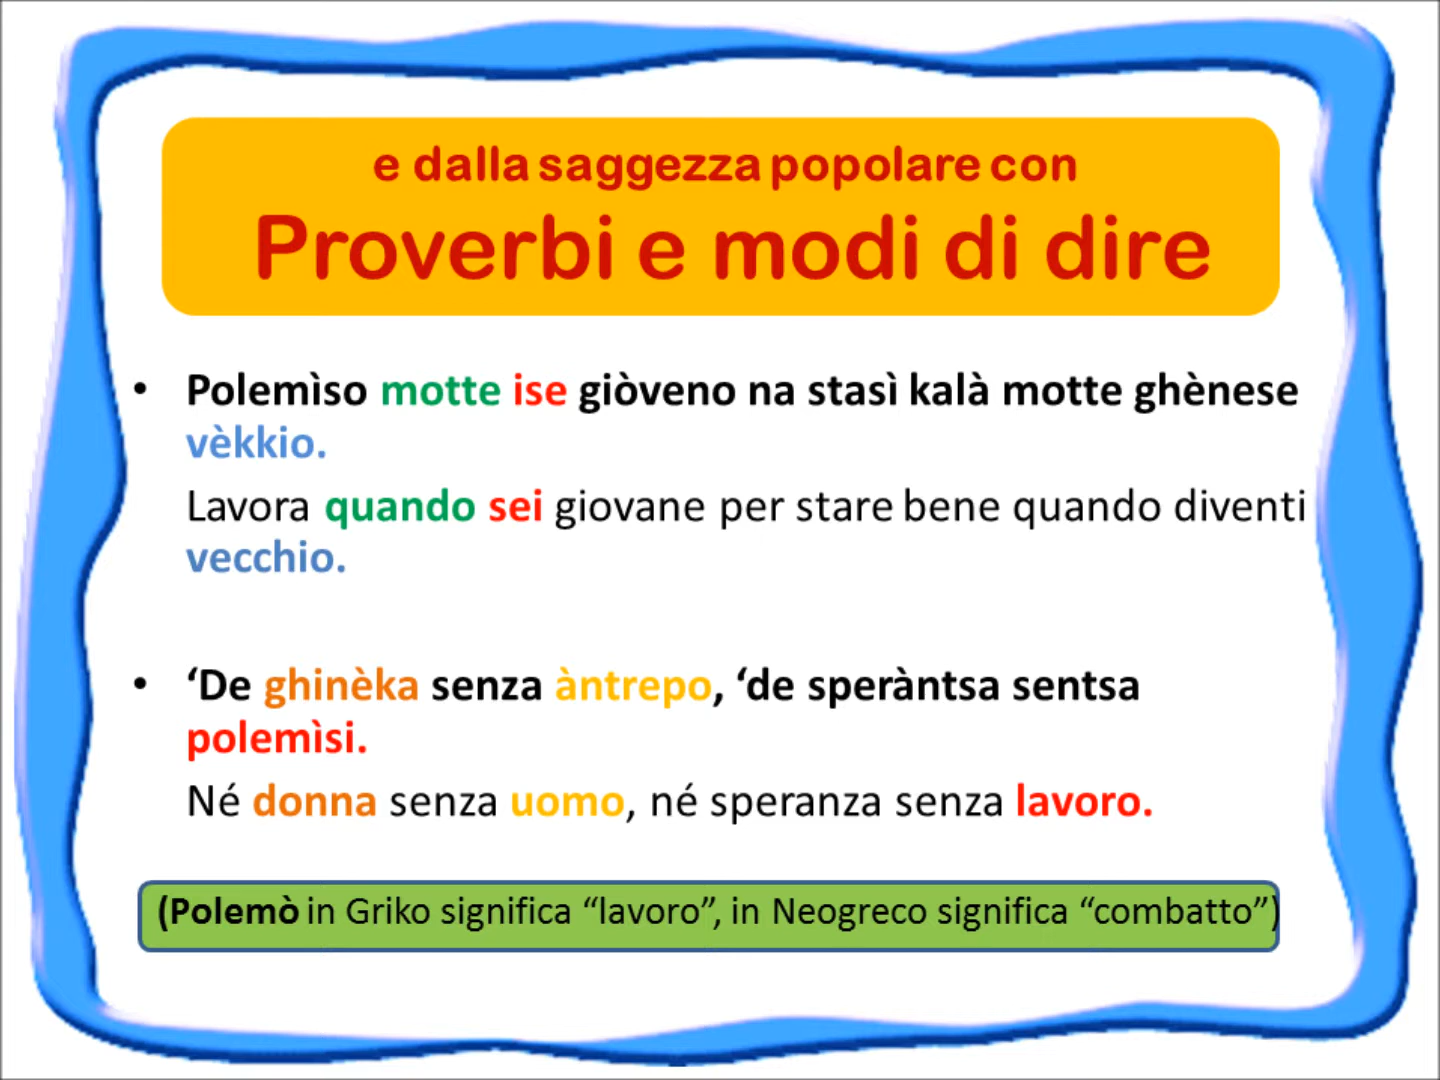 e dalla saggezza popolare con
Proverbi e modi di dire
• Polemìso motte ise giòveno na stasì kalà motte ghènese
vèkkio.
Lavora quando sei giovane per stare bene quando diventi
vecchio.
• ‘De ghinèka senza àntrepo, ‘de speràntsa sentsa
polemìsi.
Né donna senza uomo, né speranza senza lavoro.
(Polemò in Griko significa “lavoro”, in Neogreco significa “combatto”)